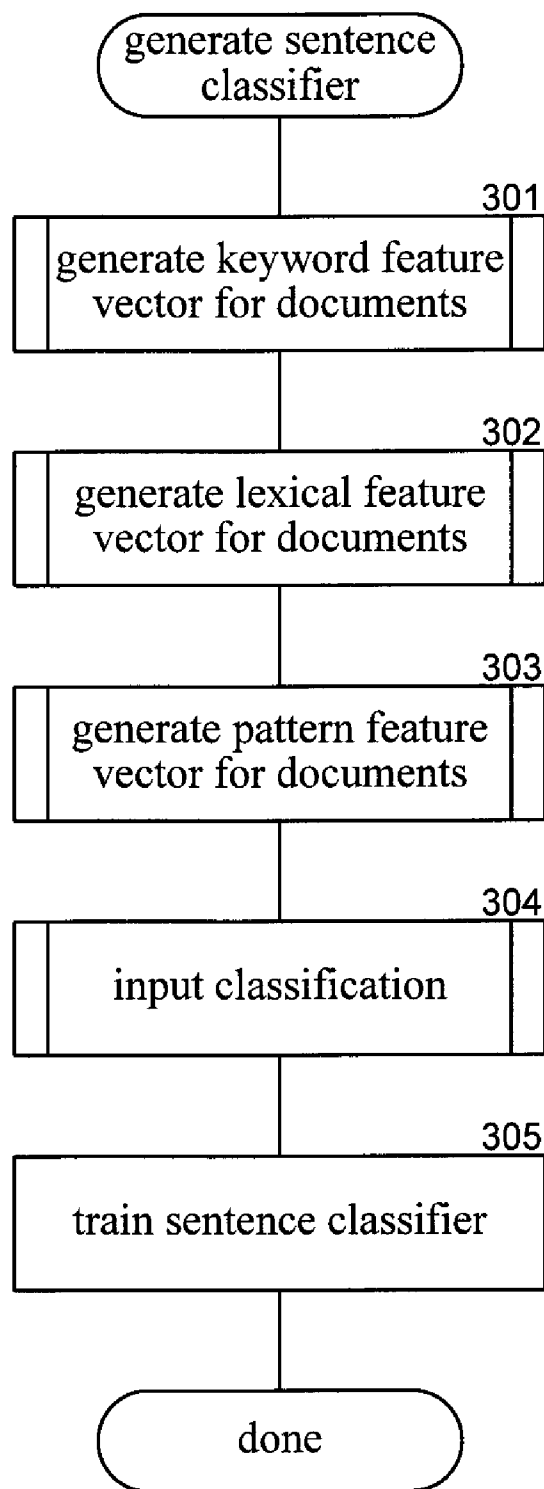 generate sentence
classifier
301
generate keyword feature
vector for documents
302
generate lexical feature
vector for documents
303
generate pattern feature
vector for documents
304
input classification
305
train sentence classifier
done